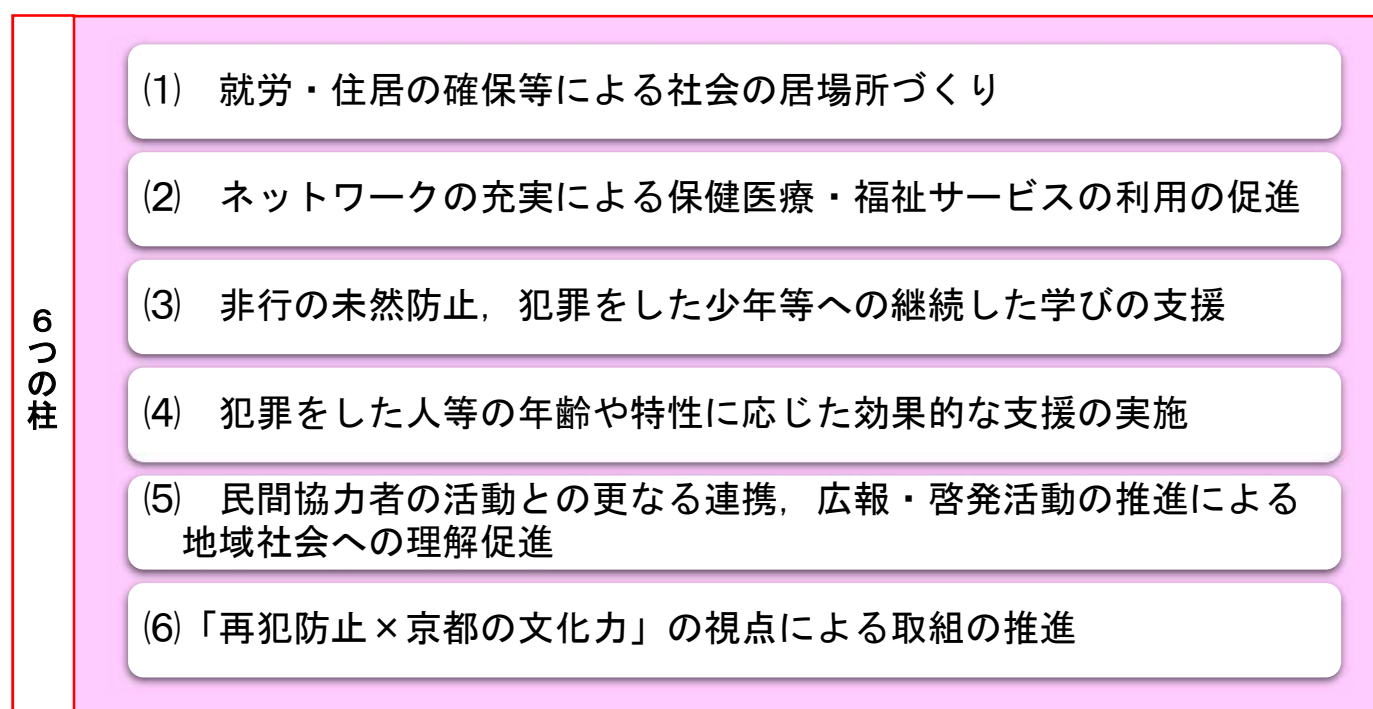 6つの柱
⑴　就労・住居の確保等による社会の居場所づくり
⑵　ネットワークの充実による保健医療・福祉サービスの利用の促進
⑶　非行の未然防止，犯罪をした少年等への継続した学びの支援
⑷　犯罪をした人等の年齢や特性に応じた効果的な支援の実施
⑸　民間協力者の活動との更なる連携，広報・啓発活動の推進による
地域社会への理解促進
⑹「再犯防止×京都の文化力」の視点による取組の推進